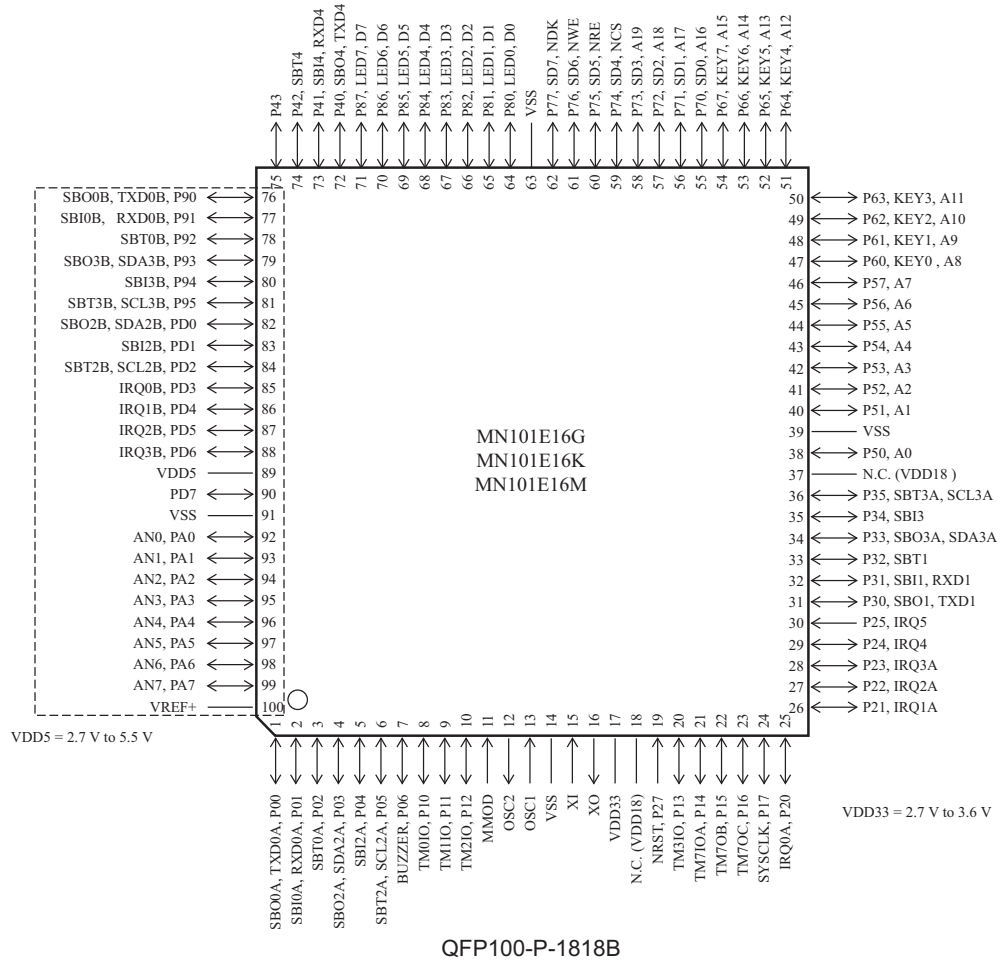 P43
P42, SBT4
P41, SBI4, RXD4
P40, SBO4, TXD4
P87, LED7, D7
P86, LED6, D6
P85, LED5, D5
P84, LED4, D4
P83, LED3, D3
P82, LED2, D2
P81, LED1, D1
P80, LED0, D0
VSS
P77, SD7, NDK
P76, SD6, NWE
P75, SD5, NRE
P74, SD4, NCS
P73, SD3, A19
P72, SD2, A18
P71, SD1, A17
P70, SD0, A16
P67, KEY7, A15
P66, KEY6, A14
P65, KEY5, A13
P64, KEY4, A12
75
74
73
72
71
70
69
68
67
66
65
64
63
62
61
60
59
58
57
56
55
54
53
52
51
SBO0B, TXD0B, P90 76
SBI0B, RXD0B, P91 77
SBT0B, P92 78
SBO3B, SDA3B, P93 79
SBI3B, P94 80
SBT3B, SCL3B, P95 81
SBO2B, SDA2B, PD0 82
SBI2B, PD1 83
SBT2B, SCL2B, PD2 84
IRQ0B, PD3 85
IRQ1B, PD4 86
IRQ2B, PD5 87
IRQ3B, PD6 88
VDD5 89
PD7 90
VSS 91
AN0, PA0 92
AN1, PA1 93
AN2, PA2 94
AN3, PA3 95
AN4, PA4 96
AN5, PA5 97
AN6, PA6 98
AN7, PA7 99
VREF+ 100
VDD5 = 2.7 V to 5.5 V
MN101E16G
MN101E16K
MN101E16M
50 P63, KEY3, A11
49 P62, KEY2, A10
48 P61, KEY1, A9
47 P60, KEY0 , A8
46 P57, A7
45 P56, A6
44 P55, A5
43 P54, A4
42 P53, A3
41 P52, A2
40 P51, A1
39 VSS
38 P50, A0
37 N.C. (VDD18 )
36 P35, SBT3A, SCL3A
35 P34, SBI3
34 P33, SBO3A, SDA3A
33 P32, SBT1
32 P31, SBI1, RXD1
31 P30, SBO1, TXD1
30 P25, IRQ5
29 P24, IRQ4
28 P23, IRQ3A
27 P22, IRQ2A
26 P21, IRQ1A
VDD33 = 2.7 V to 3.6 V
1
2
3
4
5
6
7
8
9
10
11
12
13
14
15
16
17
18
19
20
21
22
23
24
25
SBO0A, TXD0A, P00
SBI0A, RXD0A, P01
SBT0A, P02
SBO2A, SDA2A, P03
SBI2A, P04
SBT2A, SCL2A, P05
BUZZER, P06
TM0IO, P10
TM1IO, P11
TM2IO, P12
MMOD
OSC2
OSC1
VSS
XI
XO
VDD33
N.C. (VDD18)
NRST, P27
TM3IO, P13
TM7IOA, P14
TM7OB, P15
TM7OC, P16
SYSCLK, P17
IRQ0A, P20
QFP100-P-1818B